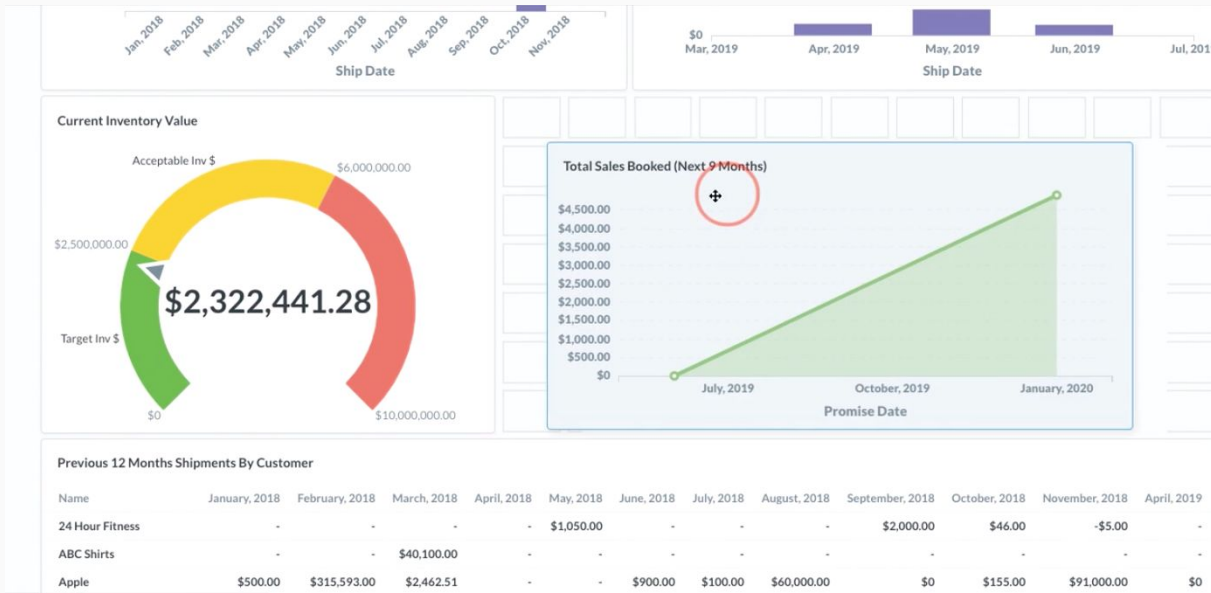 Jan, 2018 Feb, 2018 Mar, 2018 Apr, 2018 May, 2018 Jun, 2018 Jul, 2018 Aug, 2018 Sep, 2018 Oct, 2018 Nov, 2018
Ship Date
$0
Mar, 2019 Apr, 2019 May, 2019 Jun, 2019 Jul, 201
Ship Date
Current Inventory Value
Acceptable Inv $
$6,000,000.00
$2,500,000.00
$2,322,441.28
Target Inv $
$0
$10,000,000.00
Total Sales Booked (Next 9 Months)
$4,500.00
$4,000.00
$3,500.00
$3,000.00
$2,500.00
$2,000.00
$1,500.00
$1,000.00
$500.00
$0
July, 2019 October, 2019 January, 2020
Promise Date
Previous 12 Months Shipments By Customer
Name January, 2018 February, 2018 March, 2018 April, 2018 May, 2018 June, 2018 July, 2018 August, 2018 September, 2018 October, 2018 November, 2018 April, 2019
24 Hour Fitness - - - - $1,050.00 - - - $2,000.00 $46.00 -$5.00 -
ABC Shirts - - $40,100.00 - - - - - - - - -
Apple $500.00 $315,593.00 $2,462.51 - - $900.00 $100.00 $60,000.00 $0 $155.00 $91,000.00 $0